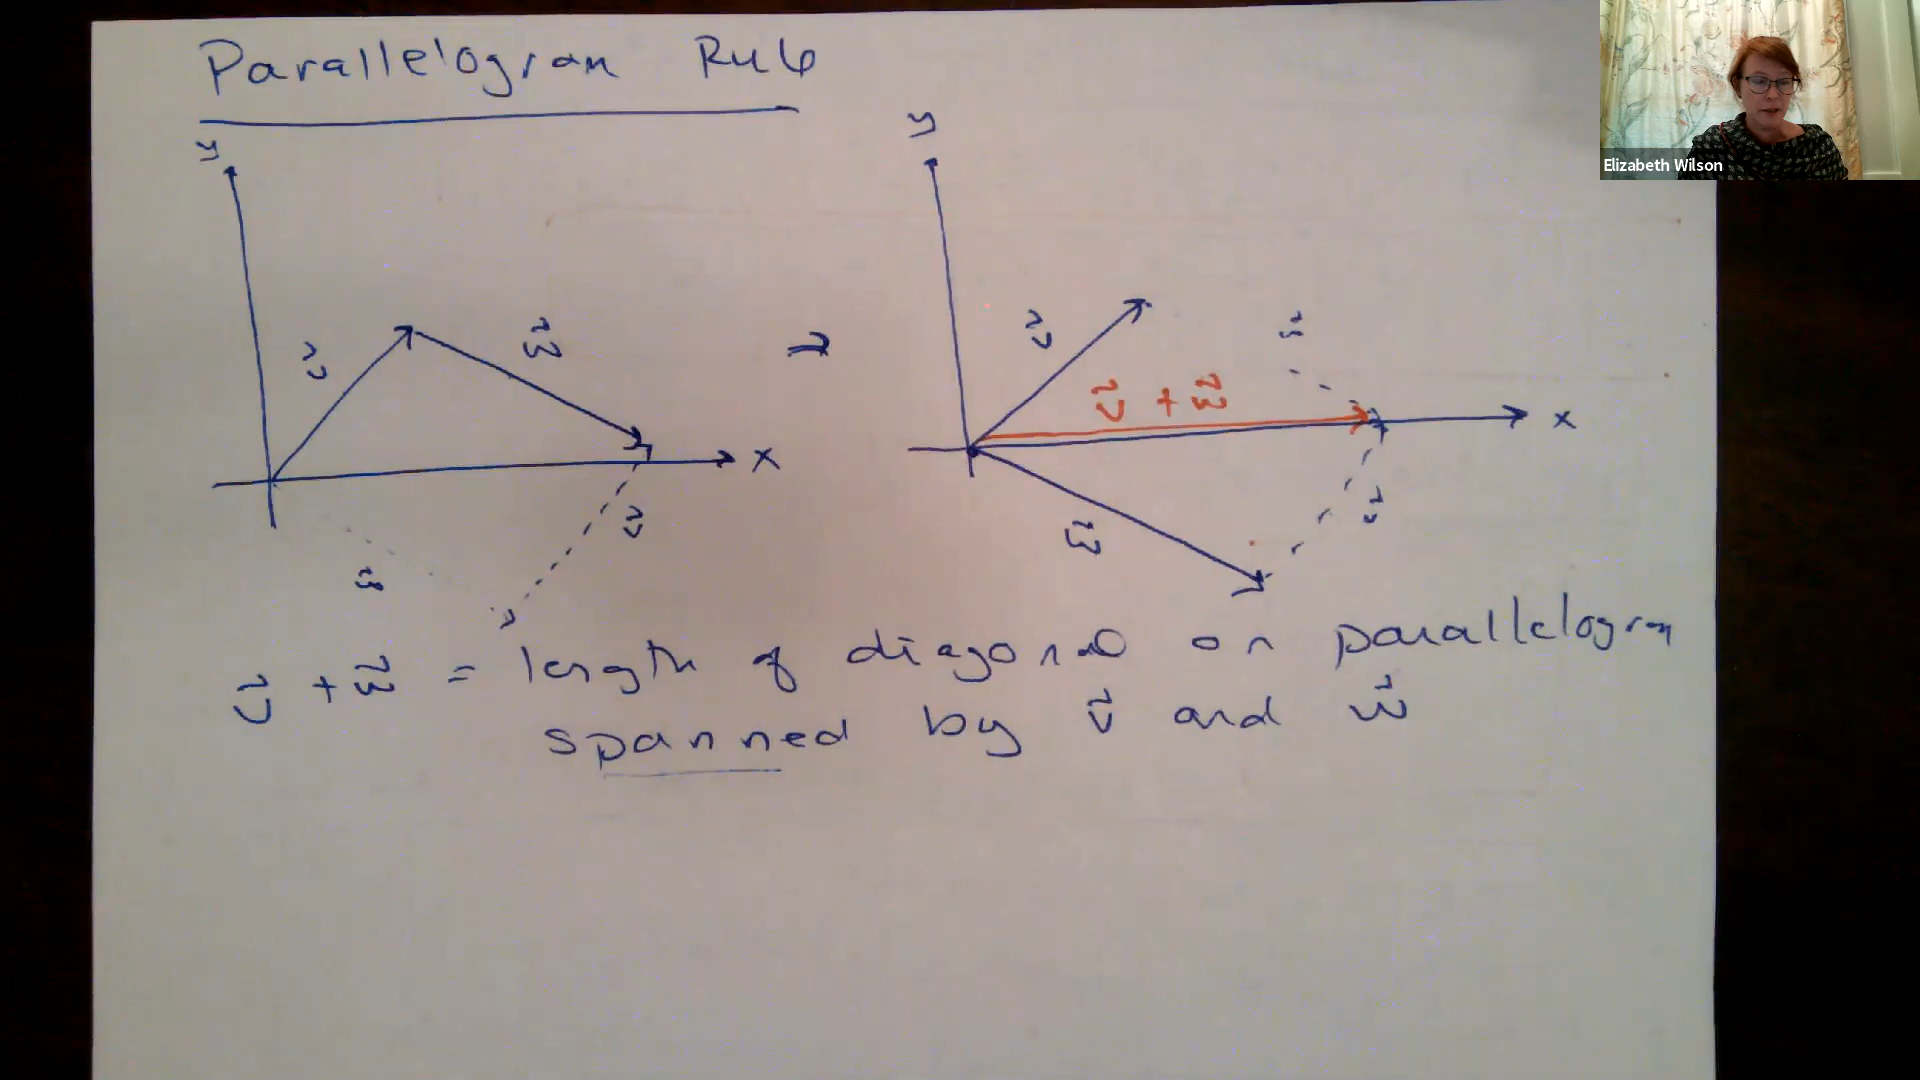 Parallelogram Rule
Elizabeth Wilson
y
y
v⃗
w⃗
v⃗
w⃗
v⃗ + w⃗
x
x
v⃗
v⃗
w⃗
w⃗
v⃗ + w⃗ = length of diagonal on parallelogram
spanned by v⃗ and w⃗